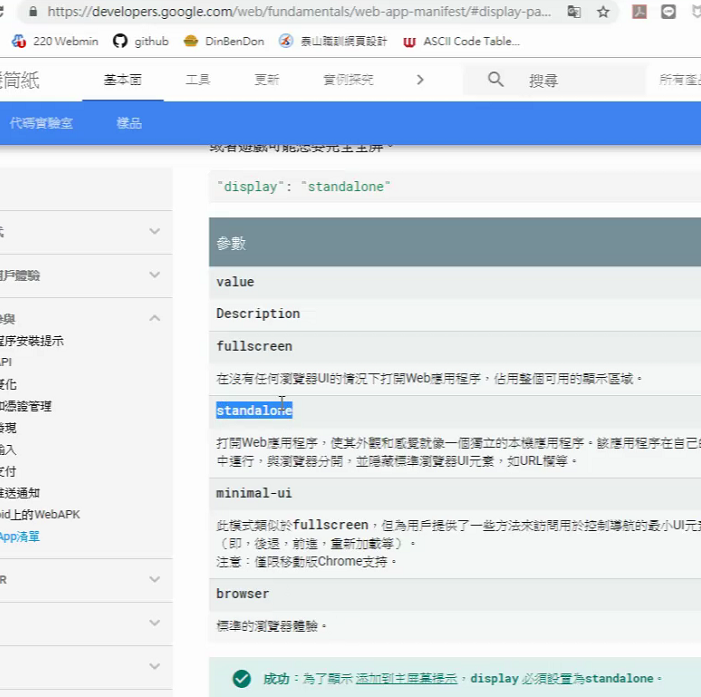 https://developers.google.com/web/fundamentals/web-app-manifest/#display-pa...
220 Webmin github DinBenDon 泰山職訓網頁設計 ASCII Code Table...
簡紙 基本面 工具 更新 實例探究 搜尋 所有產品
代碼實驗室 樣品
或者遊戲可能想要完全全屏。
"display": "standalone"
參數
value
Description
用戶體驗
參與
fullscreen
程序安裝提示
API
在沒有任何瀏覽器UI的情況下打開Web應用程序，佔用整個可用的顯示區域。
化
和憑證管理
standalone
發現
打開Web應用程序，使其外觀和感覺就像一個獨立的本機應用程序。該應用程序在自己的
輸入
中運行，與瀏覽器分開，並隱藏標準瀏覽器UI元素，如URL欄等。
支付
推送通知
minimal-ui
oid上的WebAPK
此模式類似於fullscreen，但為用戶提供了一些方法來訪問用於控制導航的最小UI元
App清單
（即，後退，前進，重新加載等）。
注意：僅限移動版Chrome支持。
R
browser
標準的瀏覽器體驗。
成功：為了顯示 添加到主屏幕提示，display 必須設置為standalone。